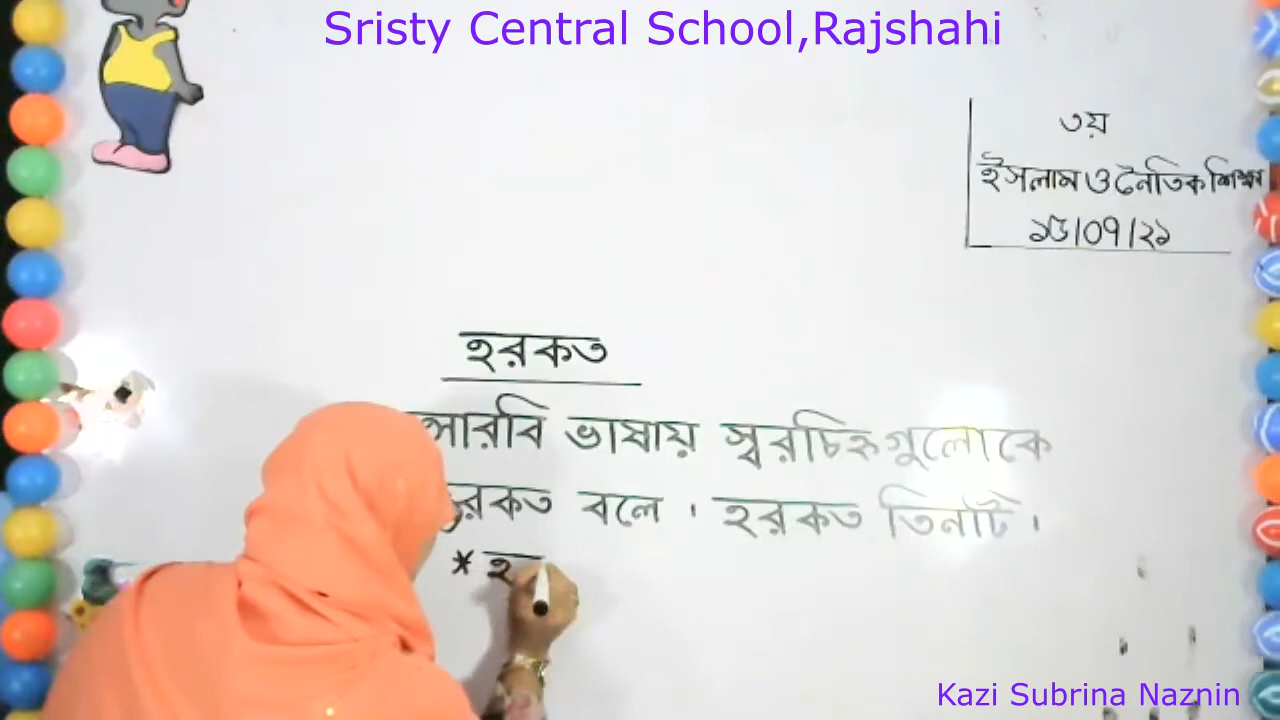 Sristy Central School,Rajshahi
৩য়
ইসলাম ও নৈতিক শিক্ষা
১৫/০৭/২১
হরকত
আরবি ভাষায় স্বরচিহ্নগুলোকে
হরকত বলে। হরকত তিনটি।
* হ
Kazi Subrina Naznin